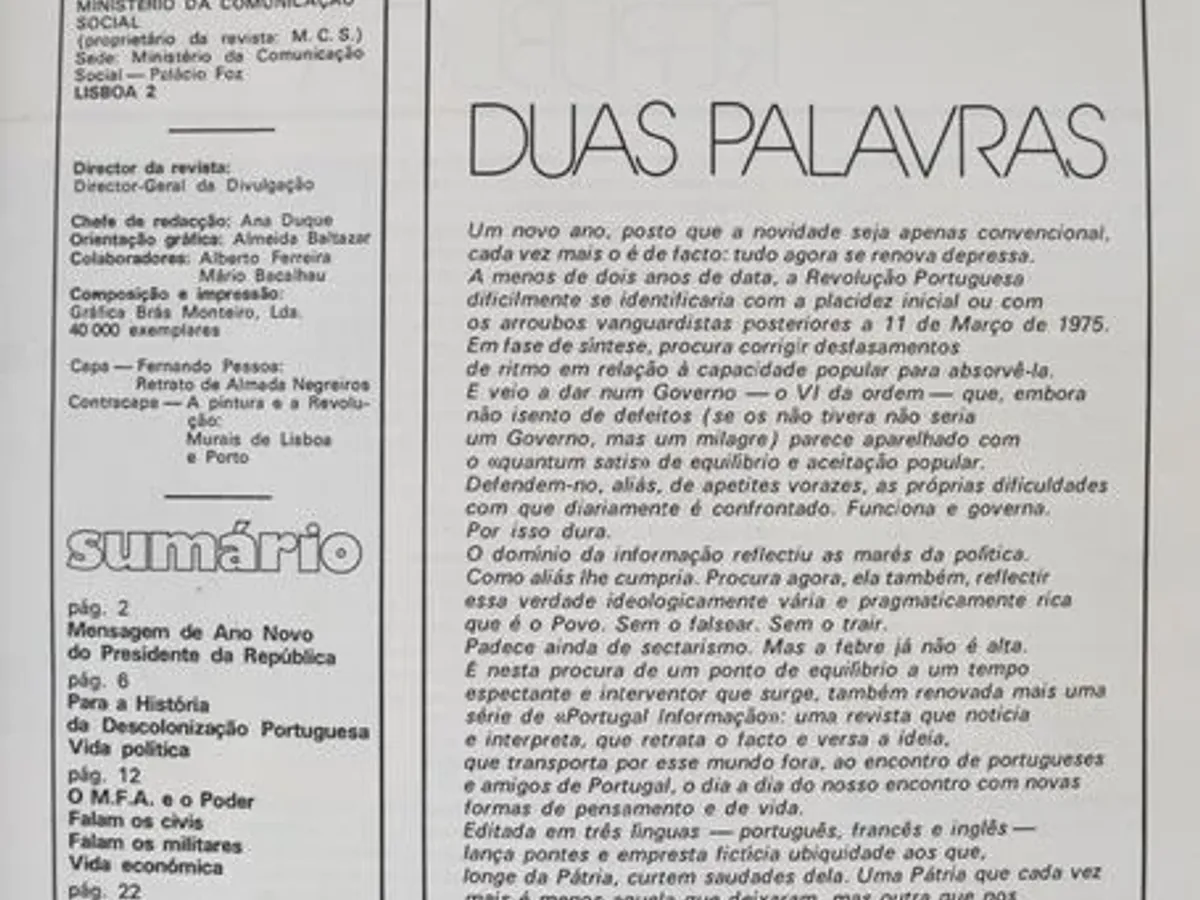 MINISTÉRIO DA COMUNICAÇÃO
SOCIAL
(proprietário da revista: M. C. S.)
Sede: Ministério da Comunicação
Social — Palácio Foz
LISBOA 2
Director da revista:
Director-Geral da Divulgação
Chefe de redacção: Ana Duque
Orientação gráfica: Almeida Baltazar
Colaboradores: Alberto Ferreira
Mário Bacalhau
Composição e impressão:
Gráfica Brás Monteiro, Lda.
40 000 exemplares
Capa — Fernando Pessoa:
Retrato de Almada Negreiros
Contracapa — A pintura e a Revolu-
ção:
Murais de Lisboa
e Porto
sumário
pág. 2
Mensagem de Ano Novo
do Presidente da República
pág. 6
Para a História
da Descolonização Portuguesa
Vida política
pág. 12
O M.F.A. e o Poder
Falam os civis
Falam os militares
Vida económica
pág. 22
DUAS PALAVRAS
Um novo ano, posto que a novidade seja apenas convencional,
cada vez mais o é de facto: tudo agora se renova depressa.
A menos de dois anos de data, a Revolução Portuguesa
dificilmente se identificaria com a placidez inicial ou com
os arroubos vanguardistas posteriores a 11 de Março de 1975.
Em fase de síntese, procura corrigir desfasamentos
de ritmo em relação à capacidade popular para absorvê-la.
E veio a dar num Governo — o VI da ordem — que, embora
não isento de defeitos (se os não tivera não seria
um Governo, mas um milagre) parece aparelhado com
o «quantum satis» de equilíbrio e aceitação popular.
Defendem-no, aliás, de apetites vorazes, as próprias dificuldades
com que diariamente é confrontado. Funciona e governa.
Por isso dura.
O domínio da informação reflectiu as marés da política.
Como aliás lhe cumpria. Procura agora, ela também, reflectir
essa verdade ideologicamente vária e pragmaticamente rica
que é o Povo. Sem o falsear. Sem o trair.
Padece ainda de sectarismo. Mas a febre já não é alta.
É nesta procura de um ponto de equilíbrio a um tempo
espectante e interventor que surge, também renovada mais uma
série de «Portugal Informação»: uma revista que noticia
e interpreta, que retrata o facto e versa a ideia,
que transporta por esse mundo fora, ao encontro de portugueses
e amigos de Portugal, o dia a dia do nosso encontro com novas
formas de pensamento e de vida.
Editada em três línguas — português, francês e inglês —
lança pontes e empresta fictícia ubiquidade aos que,
longe da Pátria, curtem saudades dela. Uma Pátria que cada vez
mais é menos aquela que deixaram, mas outra que nos